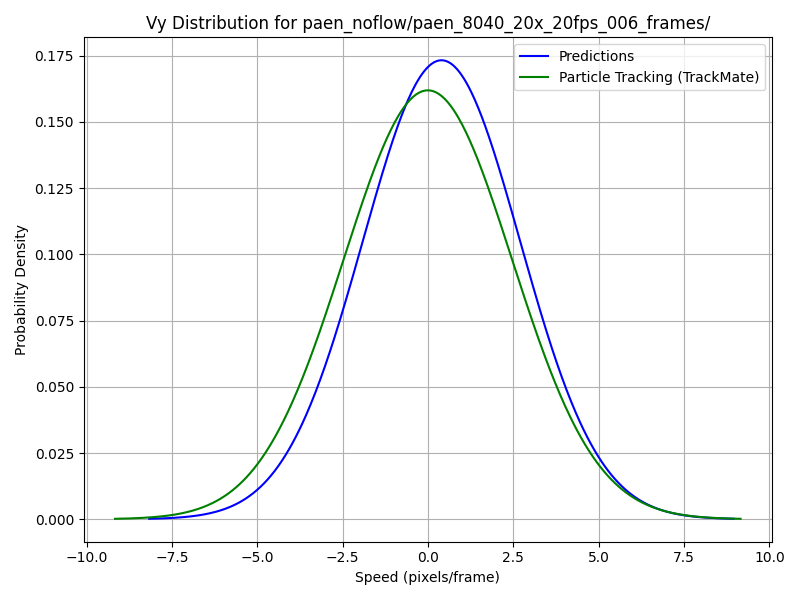 Vy Distribution for paen_noflow/paen_8040_20x_20fps_006_frames/
Predictions
Particle Tracking (TrackMate)
0.175
0.150
0.125
0.100
0.075
0.050
0.025
0.000
Probability Density
−10.0 −7.5 −5.0 −2.5 0.0 2.5 5.0 7.5 10.0
Speed (pixels/frame)